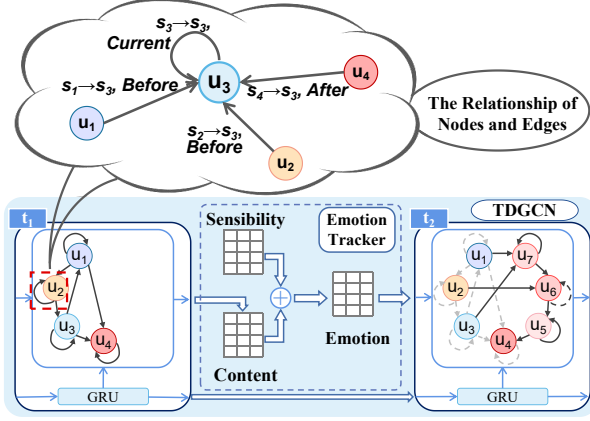 s3→s3,
Current
u3
s1→s3, Before
s4→s3, After
u4
u1
s2→s3,
Before
u2
The Relationship of
Nodes and Edges
t1
Sensibility
Emotion
Tracker
t2
TDGCN
u1
u2
u3
u4
Content
Emotion
u1
u7
u2
u6
u3
u5
u4
GRU
GRU